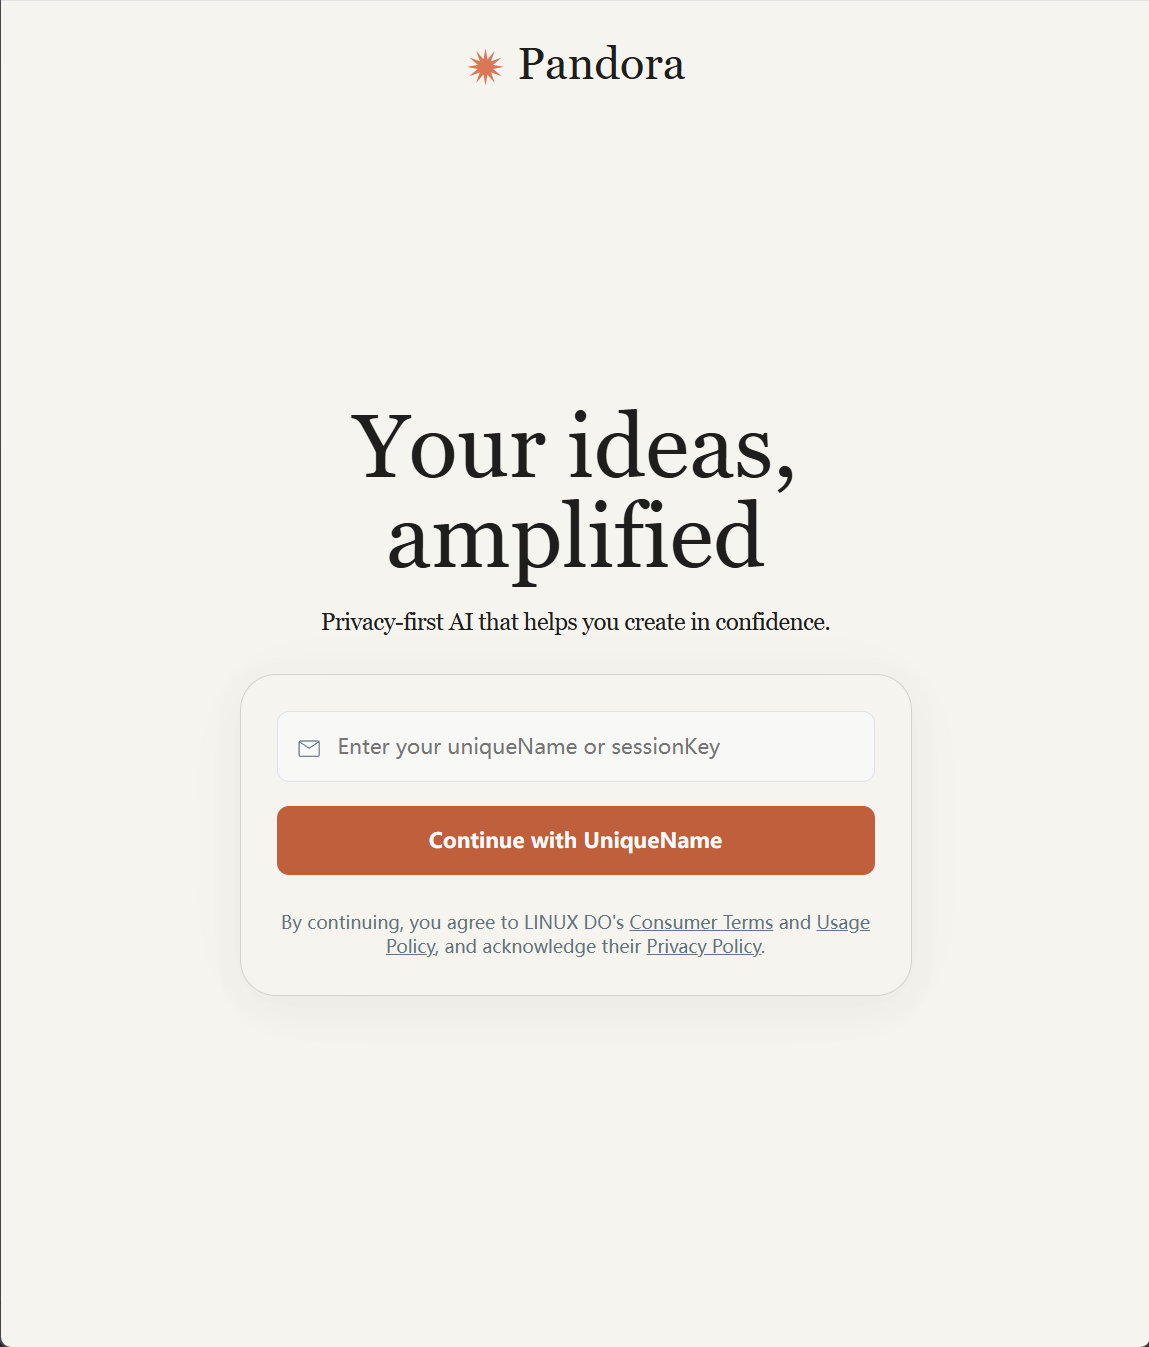 Pandora
Your ideas,
amplified
Privacy-first AI that helps you create in confidence.
Enter your uniqueName or sessionKey
Continue with UniqueName
By continuing, you agree to LINUX DO's Consumer Terms and Usage
Policy, and acknowledge their Privacy Policy.